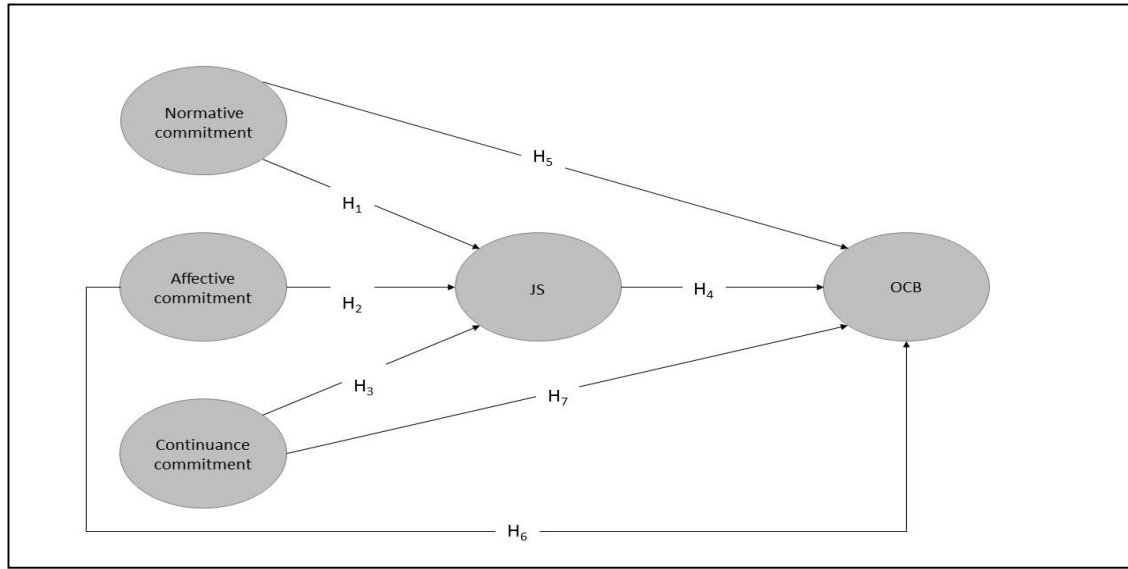 Normative
commitment
H₅
H₁
Affective
commitment
H₂
JS
H₄
OCB
H₃
H₇
Continuance
commitment
H₆